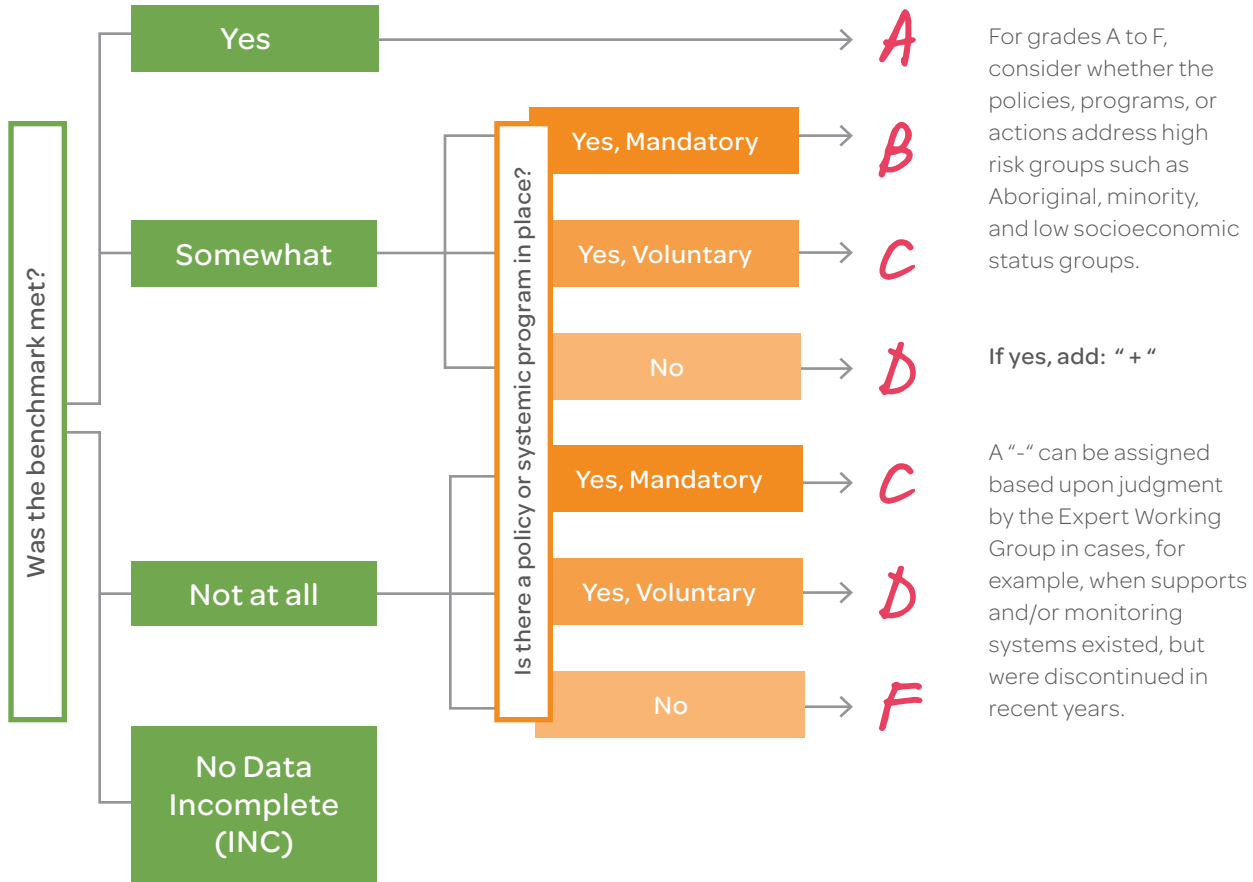 Was the benchmark met?
Yes
A
Somewhat
Is there a policy or systemic program in place?
Yes, Mandatory
B
Yes, Voluntary
C
No
D
Not at all
Yes, Mandatory
C
Yes, Voluntary
D
No
F
No Data
Incomplete
(INC)
For grades A to F,
consider whether the
policies, programs, or
actions address high
risk groups such as
Aboriginal, minority,
and low socioeconomic
status groups.
If yes, add: “ + “
A “-“ can be assigned
based upon judgment
by the Expert Working
Group in cases, for
example, when supports
and/or monitoring
systems existed, but
were discontinued in
recent years.